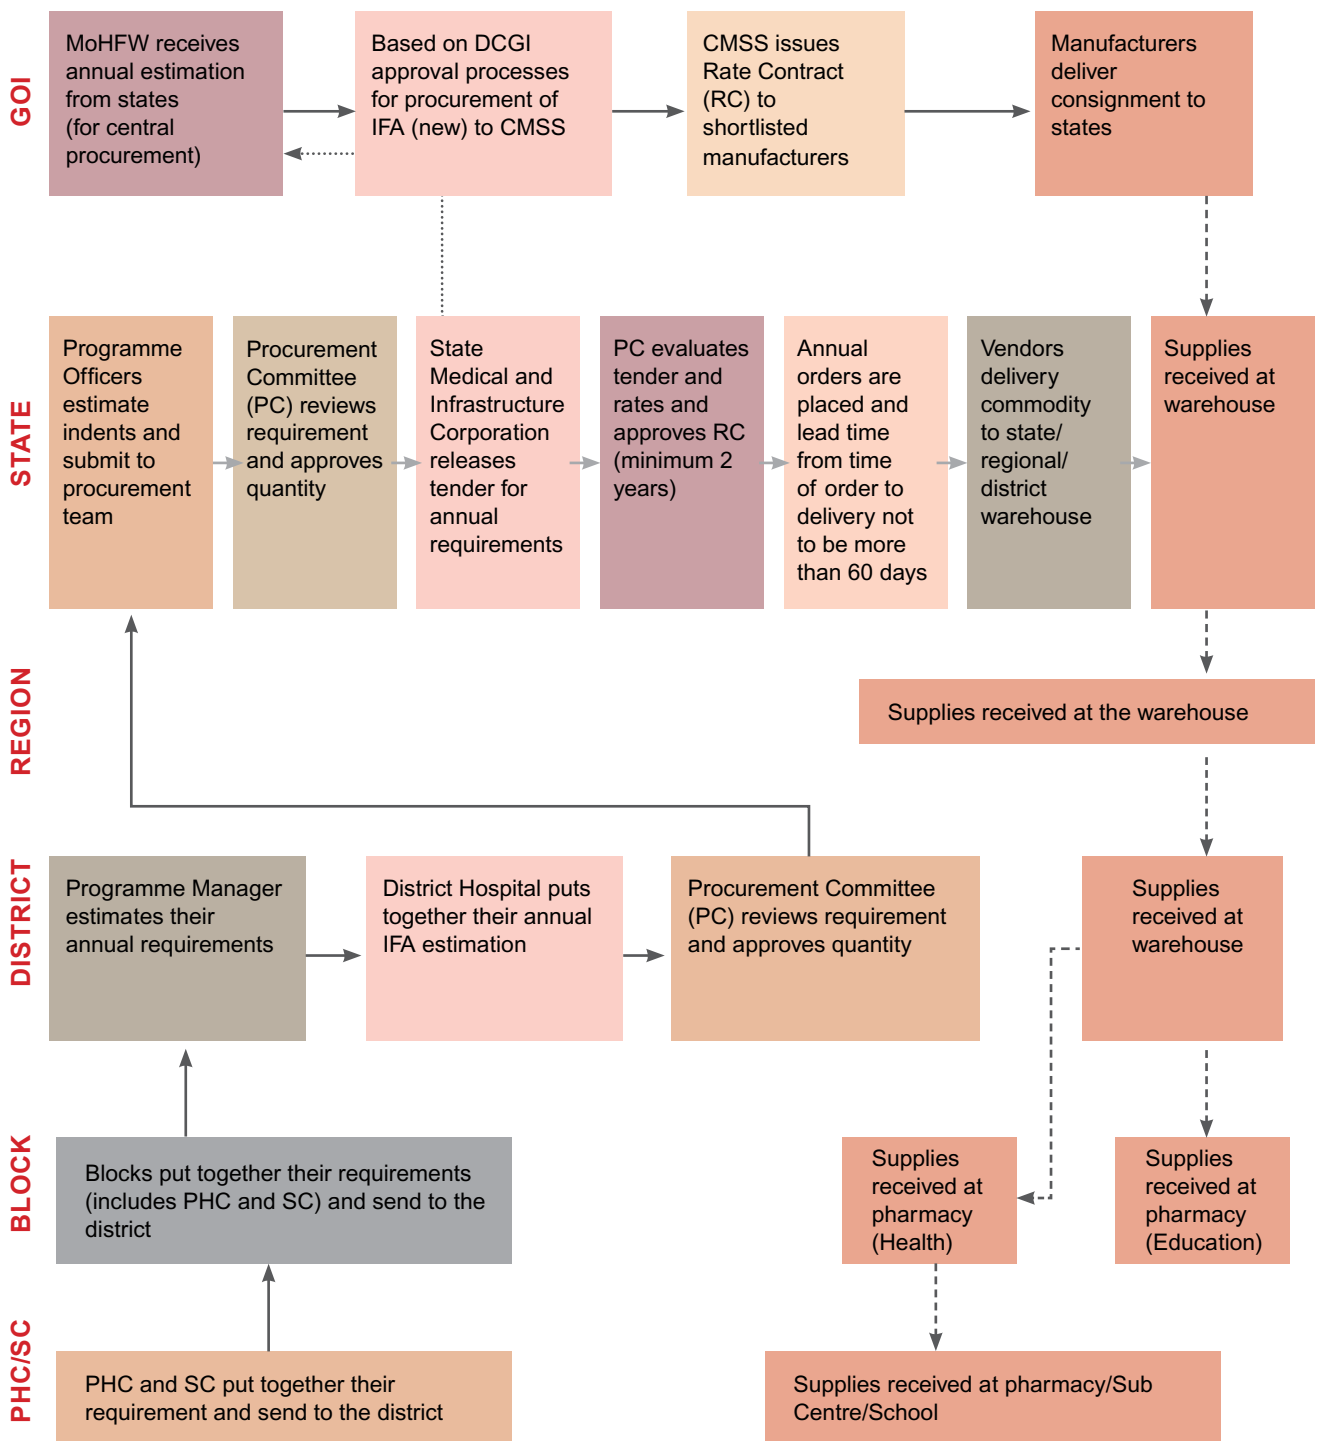 GOI
MoHFW receives
annual estimation
from states
(for central
procurement)
Based on DCGI
approval processes
for procurement of
IFA (new) to CMSS
CMSS issues
Rate Contract
(RC) to
shortlisted
manufacturers
Manufacturers
deliver
consignment to
states
STATE
Programme
Officers
estimate
indents and
submit to
procurement
team
Procurement
Committee
(PC) reviews
requirement
and approves
quantity
State
Medical and
Infrastructure
Corporation
releases
tender for
annual
requirements
PC evaluates
tender and
rates and
approves RC
(minimum 2
years)
Annual
orders are
placed and
lead time
from time
of order to
delivery not
to be more
than 60 days
Vendors
delivery
commodity
to state/
regional/
district
warehouse
Supplies
received at
warehouse
REGION
Supplies received at the warehouse
DISTRICT
Programme Manager
estimates their
annual requirements
District Hospital puts
together their annual
IFA estimation
Procurement Committee
(PC) reviews requirement
and approves quantity
Supplies
received at
warehouse
BLOCK
Blocks put together their requirements
(includes PHC and SC) and send to the
district
Supplies
received at
pharmacy
(Health)
Supplies
received at
pharmacy
(Education)
PHC/SC
PHC and SC put together their
requirement and send to the district
Supplies received at pharmacy/Sub
Centre/School